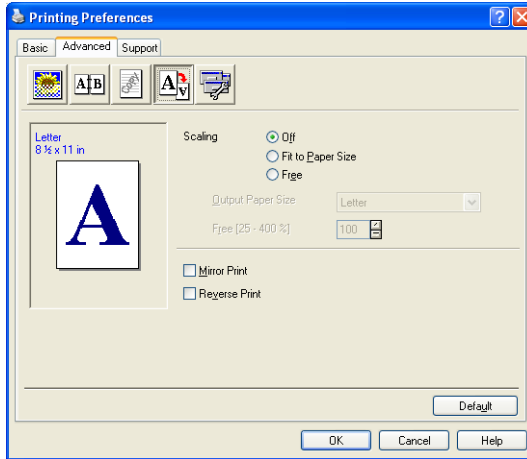 Printing Preferences
Basic Advanced Support
A B A A
Letter
8 ½ x 11 in
A
Scaling Off
Fit to Paper Size
Free
Output Paper Size Letter
Free [25 - 400 %] 100
Mirror Print
Reverse Print
Default
OK Cancel Help